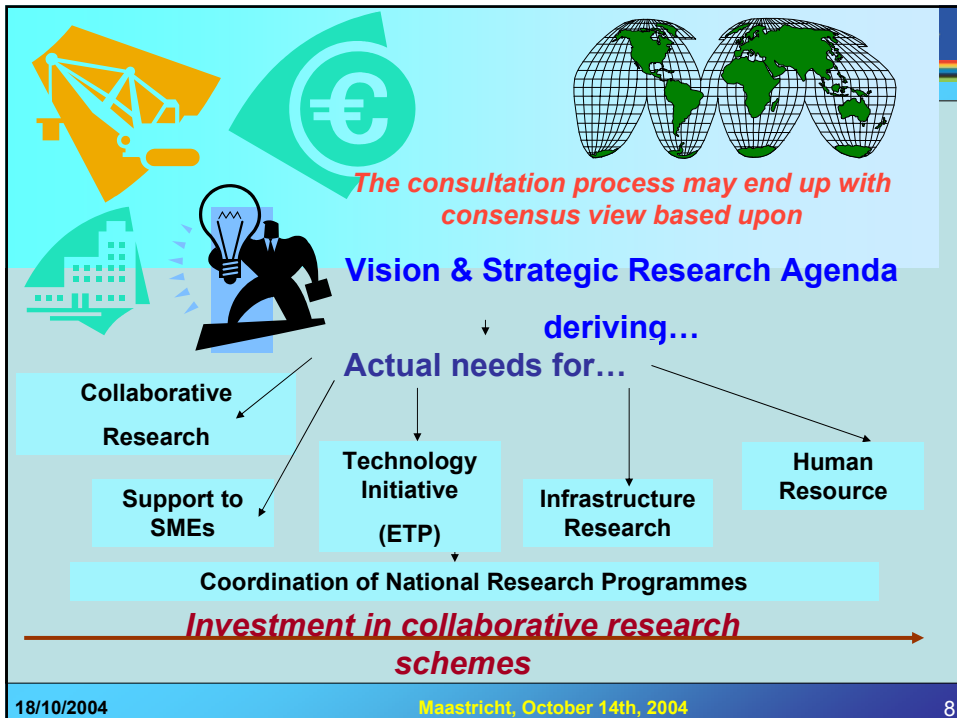 €
The consultation process may end up with
consensus view based upon
Vision & Strategic Research Agenda
deriving…
Actual needs for…
Collaborative
Research
Support to
SMEs
Technology
Initiative
(ETP)
Infrastructure
Research
Human
Resource
Coordination of National Research Programmes
Investment in collaborative research
schemes
18/10/2004
Maastricht, October 14th, 2004
8